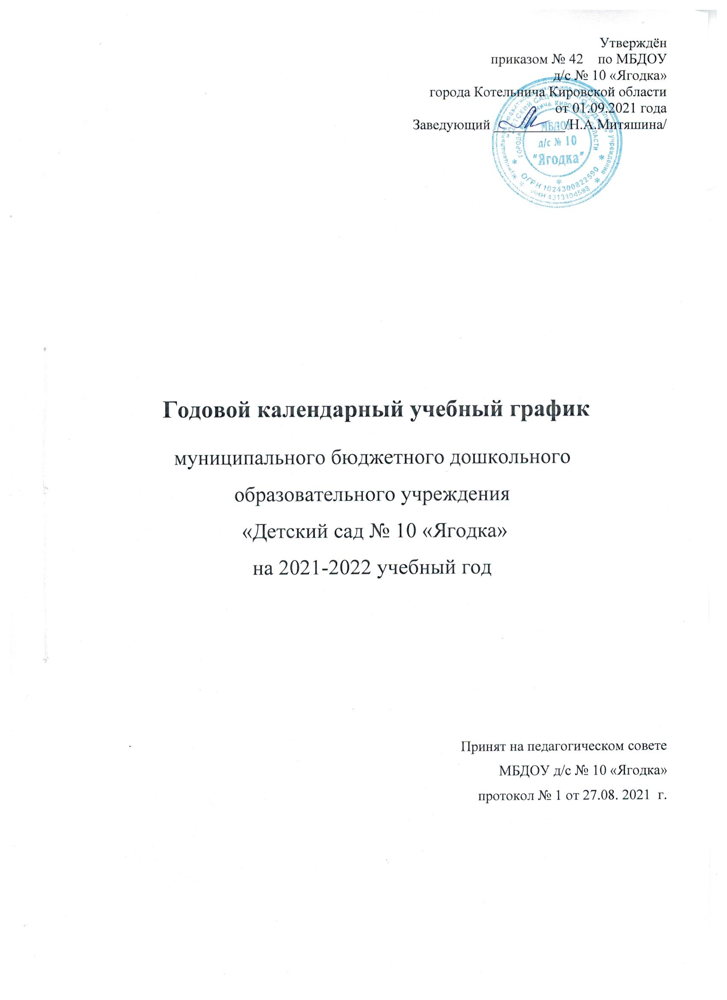 Утверждён
приказом № 42 по МБДОУ
д/с № 10 «Ягодка»
города Котельнича Кировской области
от 01.09.2021 года
Заведующий ___________/Н.А.Митяшина/
МБДОУ
д/с № 10
"Ягодка"
ОГРН 1024300822590
ИНН 4313104598
Годовой календарный учебный график
муниципального бюджетного дошкольного
образовательного учреждения
«Детский сад № 10 «Ягодка»
на 2021-2022 учебный год
Принят на педагогическом совете
МБДОУ д/с № 10 «Ягодка»
протокол № 1 от 27.08. 2021 г.